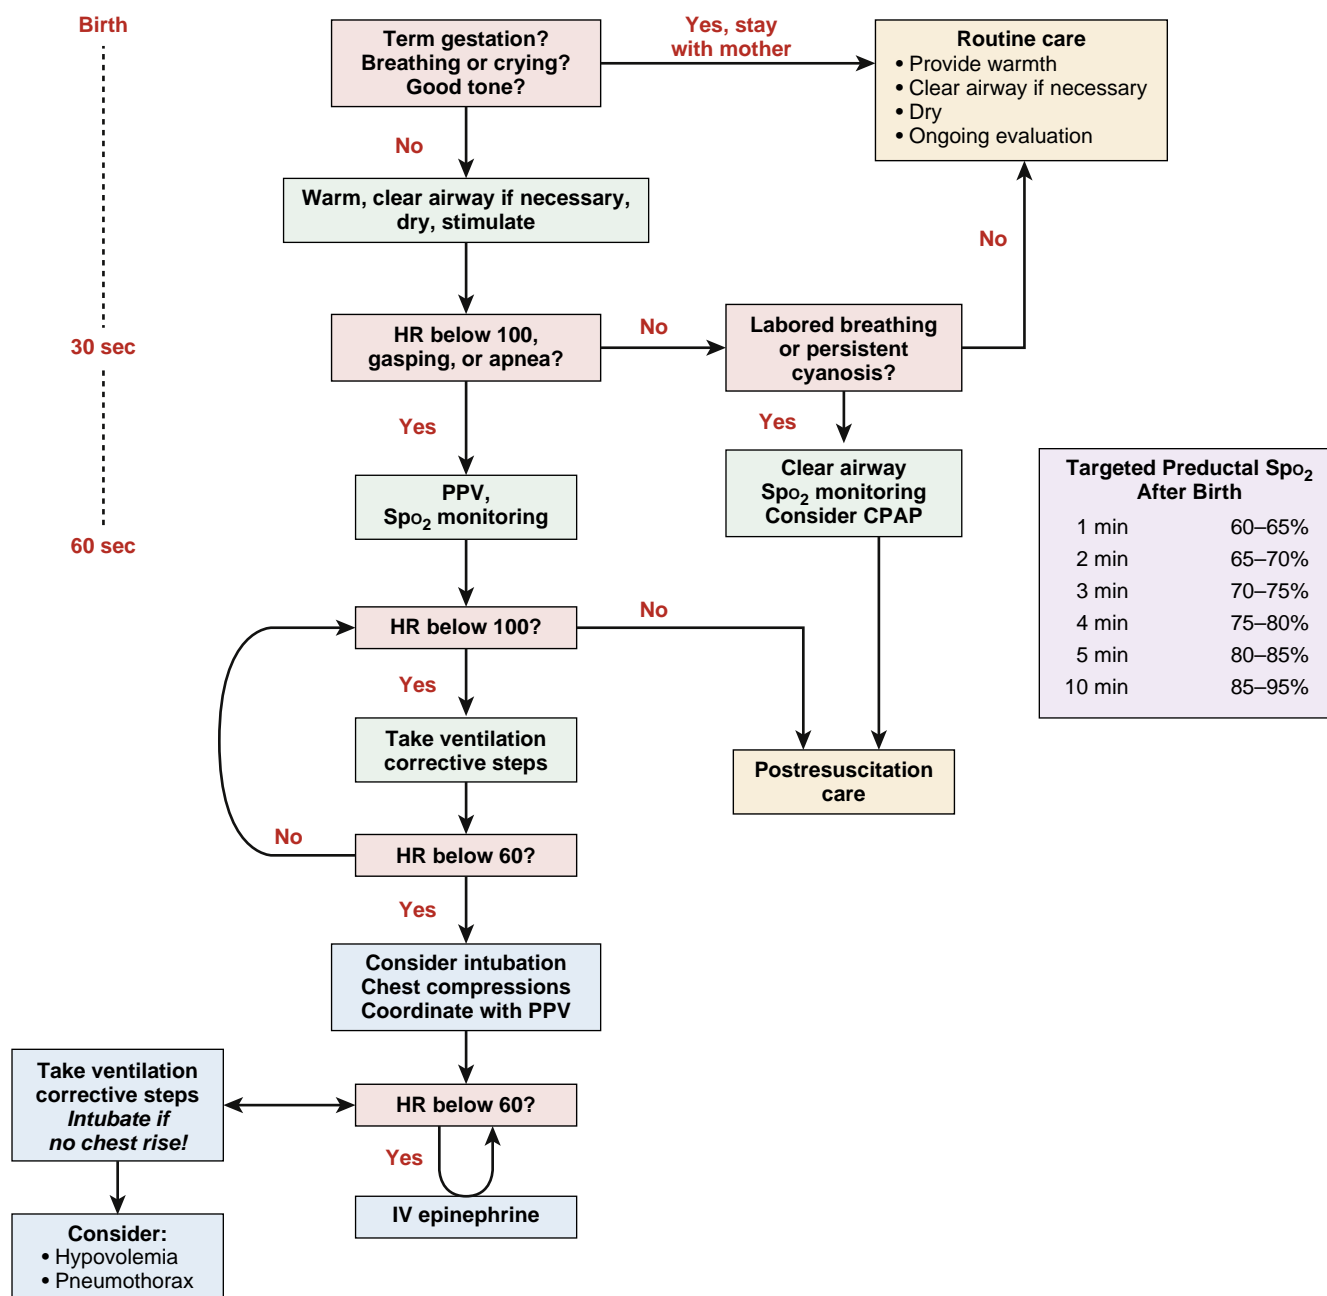 Birth
Term gestation?
Breathing or crying?
Good tone?
Yes, stay
with mother
Routine care
• Provide warmth
• Clear airway if necessary
• Dry
• Ongoing evaluation
No
Warm, clear airway if necessary,
dry, stimulate
No
30 sec
HR below 100,
gasping, or apnea?
No
Labored breathing
or persistent
cyanosis?
Yes
Yes
PPV,
Spo₂ monitoring
Clear airway
Spo₂ monitoring
Consider CPAP
60 sec
Targeted Preductal Spo₂
After Birth
1 min 60–65%
2 min 65–70%
3 min 70–75%
4 min 75–80%
5 min 80–85%
10 min 85–95%
HR below 100?
No
Yes
Take ventilation
corrective steps
Postresuscitation
care
No
HR below 60?
Yes
Consider intubation
Chest compressions
Coordinate with PPV
Take ventilation
corrective steps
Intubate if
no chest rise!
HR below 60?
Yes
IV epinephrine
Consider:
• Hypovolemia
• Pneumothorax